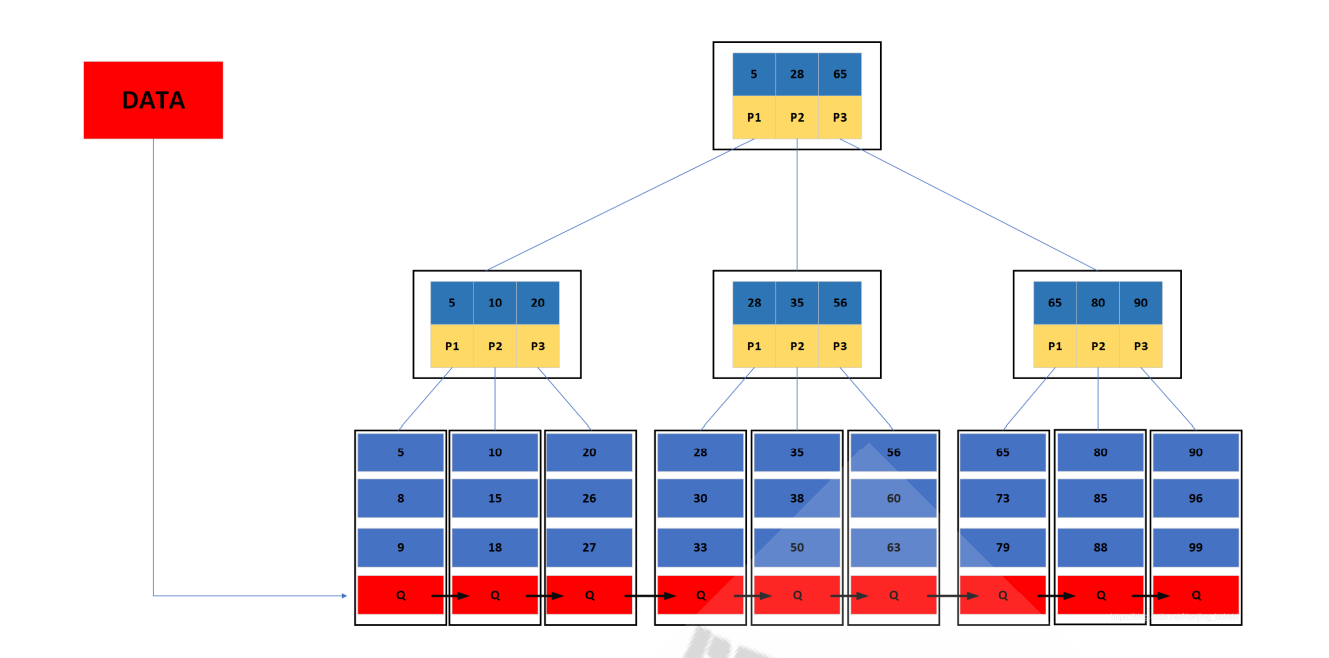 5 28 65
DATA
P1 P2 P3
5 10 20
28 35 56
65 80 90
P1 P2 P3
P1 P2 P3
P1 P2 P3
5 10 20 28 35 56 65 80 90
8 15 26 30 38 60 73 85 96
9 18 27 33 50 63 79 88 99
Q Q Q Q Q Q Q Q Q